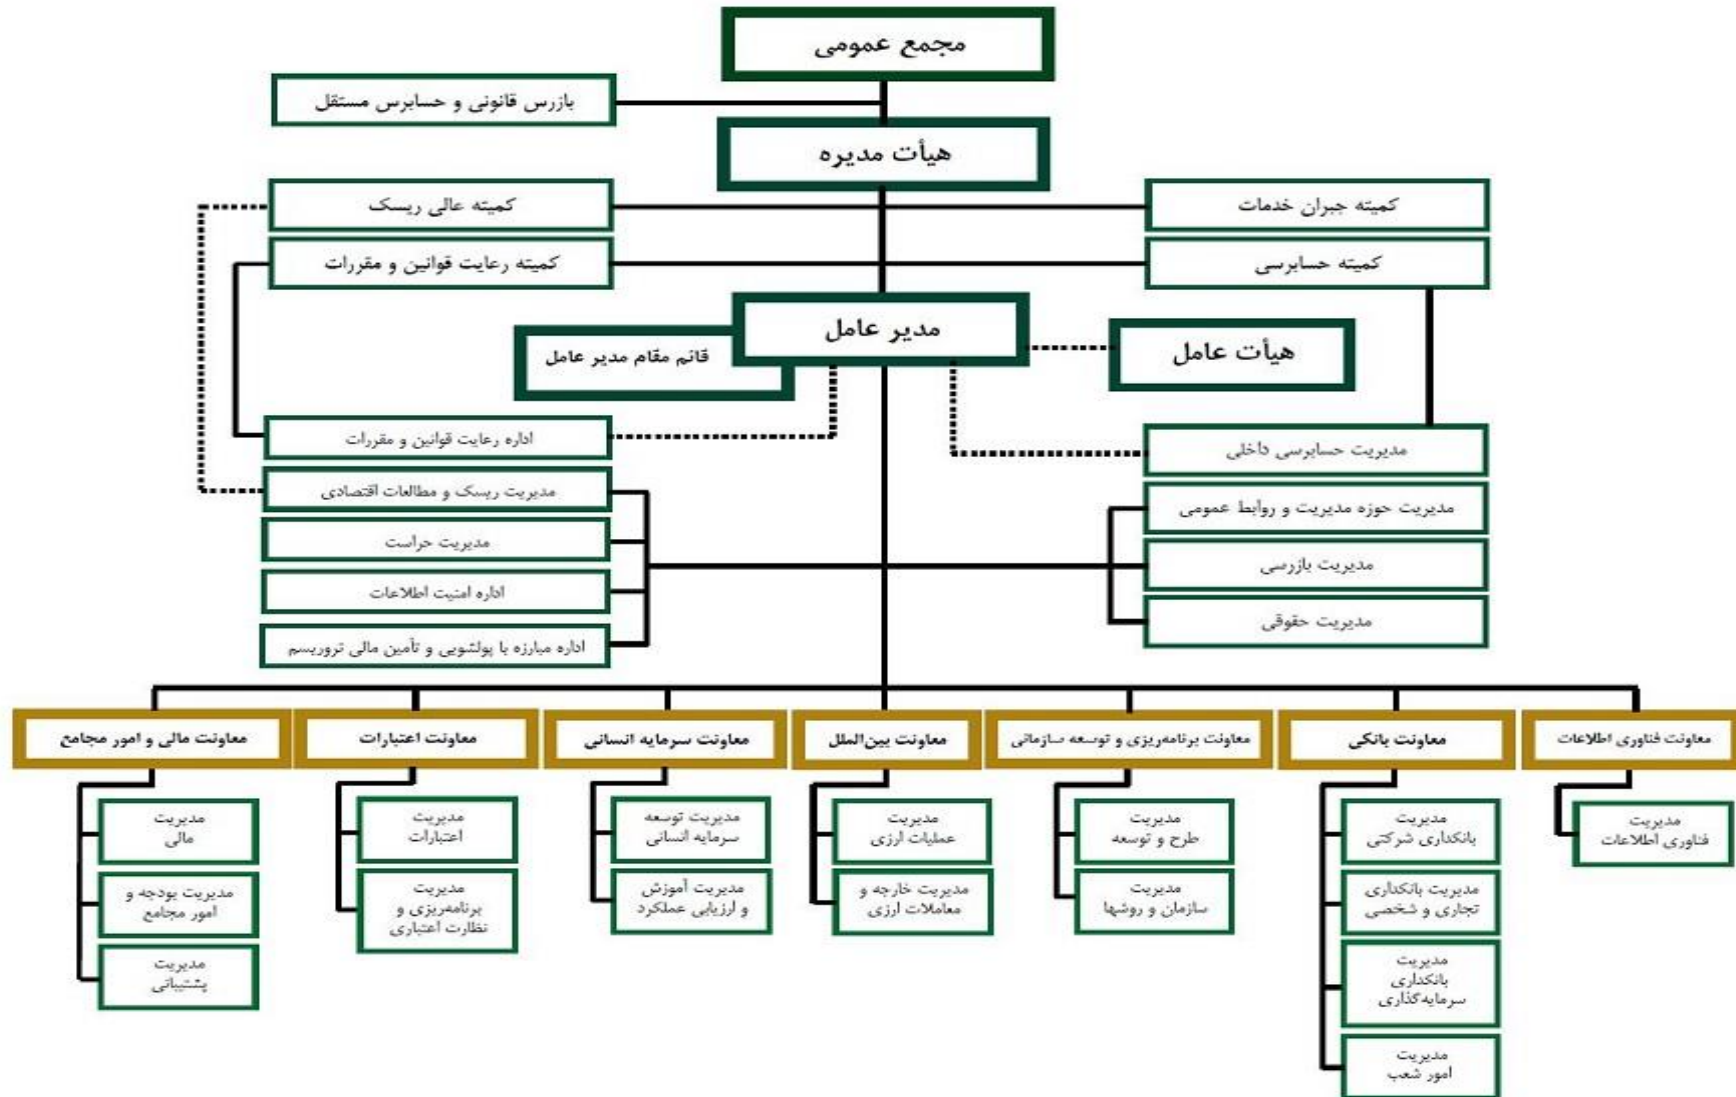 مجمع عمومی
بازرس قانونی و حسابرس مستقل
هیأت مدیره
کمیته جبران خدمات
کمیته عالی ریسک
کمیته حسابرسی
کمیته رعایت قوانین و مقررات
مدیر عامل
قائم مقام مدیر عامل
هیأت عامل
مدیریت حسابرسی داخلی
مدیریت حوزه مدیریت و روابط عمومی
مدیریت بازرسی
مدیریت حقوقی
اداره رعایت قوانین و مقررات
مدیریت ریسک و مطالعات اقتصادی
مدیریت حراست
اداره امنیت اطلاعات
اداره مبارزه با پولشویی و تأمین مالی تروریسم
معاونت فناوری اطلاعات
مدیریت
فناوری اطلاعات
معاونت بانکی
مدیریت
بانکداری شرکتی
مدیریت بانکداری
تجاری و شخصی
مدیریت
بانکداری
سرمایه‌گذاری
مدیریت
امور شعب
معاونت برنامه‌ریزی و توسعه سازمانی
مدیریت
طرح و توسعه
مدیریت
سازمان و روشها
معاونت بین‌الملل
مدیریت
عملیات ارزی
مدیریت خارجه و
معاملات ارزی
معاونت سرمایه انسانی
مدیریت توسعه
سرمایه انسانی
مدیریت آموزش
و ارزیابی عملکرد
معاونت اعتبارات
مدیریت
اعتبارات
مدیریت
برنامه‌ریزی و
نظارت اعتباری
معاونت مالی و امور مجامع
مدیریت
مالی
مدیریت بودجه و
امور مجامع
مدیریت
پشتیبانی